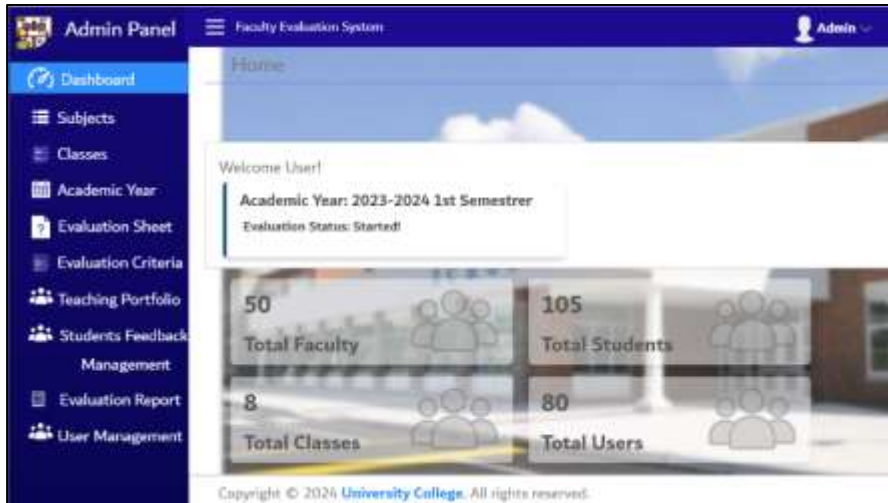 Admin Panel
Faculty Evaluation System
Admin
Dashboard
Subjects
Classes
Academic Year
Evaluation Sheet
Evaluation Criteria
Teaching Portfolio
Students Feedback
Management
Evaluation Report
User Management
Home
Welcome User!
Academic Year: 2023-2024 1st Semestrer
Evaluation Status: Started!
50
Total Faculty
105
Total Students
8
Total Classes
80
Total Users
Copyright © 2024 University College. All rights reserved.